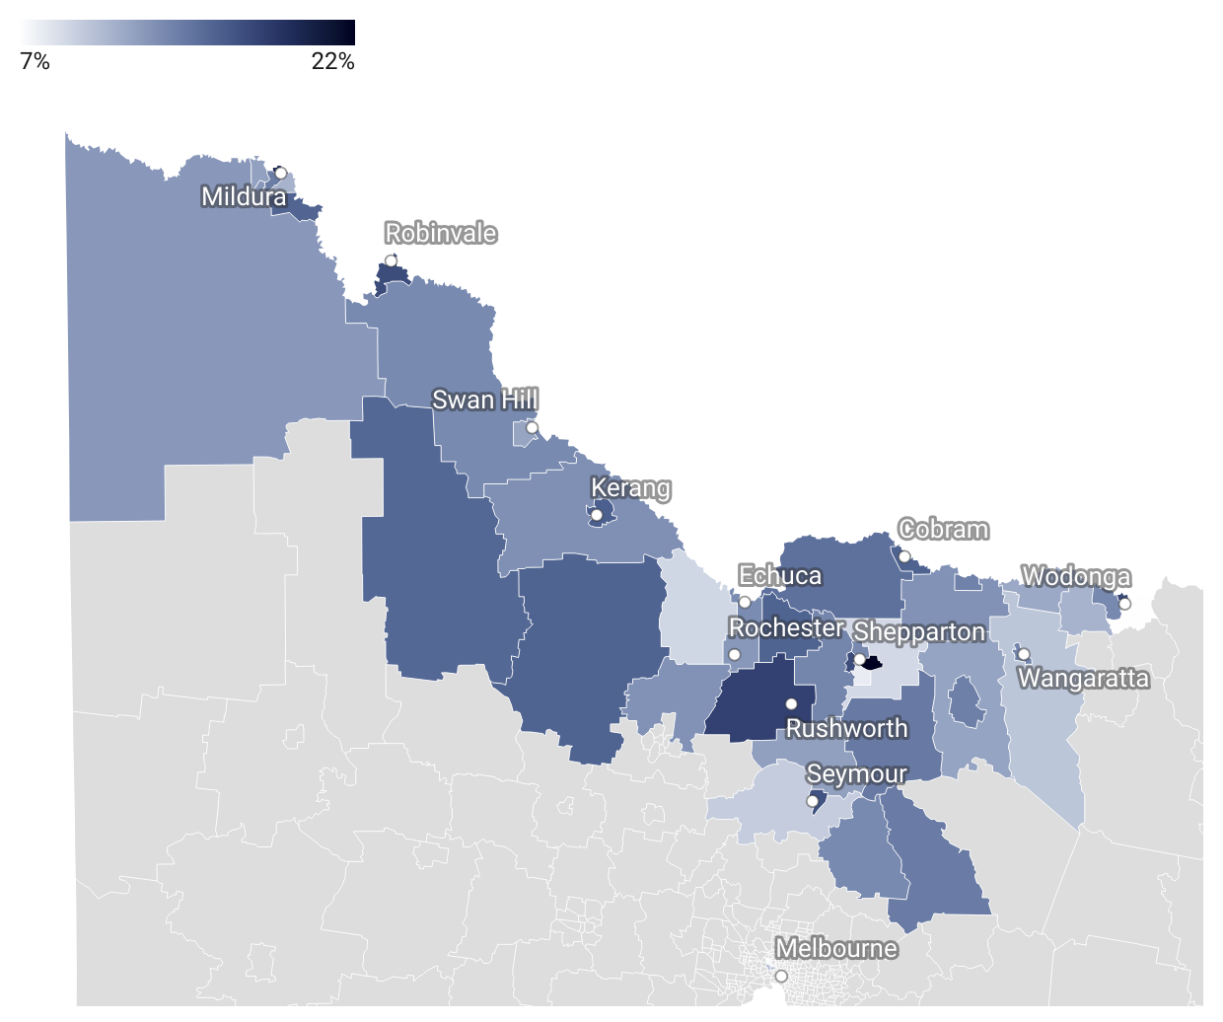 7%
22%
Mildura
Robinvale
Swan Hill
Kerang
Cobram
Echuca
Wodonga
Rochester
Shepparton
Wangaratta
Rushworth
Seymour
Melbourne